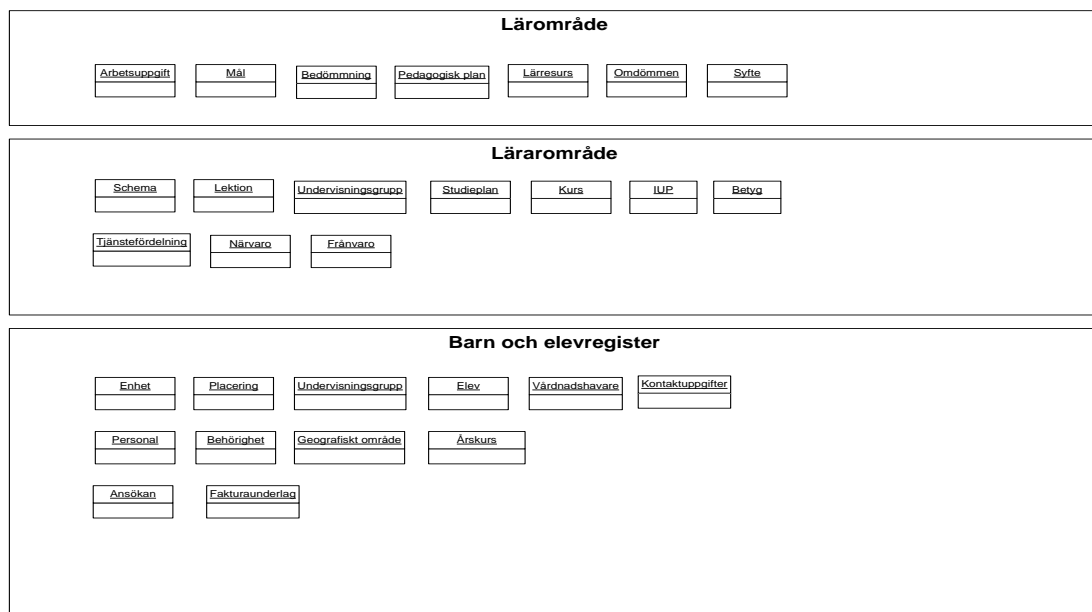 Lärområde
Arbetsuppgift Mål Bedömmning Pedagogisk plan Lärresurs Omdömmen Syfte
Lärarområde
Schema Lektion Undervisningsgrupp Studieplan Kurs IUP Betyg
Tjänstefördelning Närvaro Frånvaro
Barn och elevregister
Enhet Placering Undervisningsgrupp Elev Vårdnadshavare Kontaktuppgifter
Personal Behörighet Geografiskt område Årskurs
Ansökan Fakturaunderlag